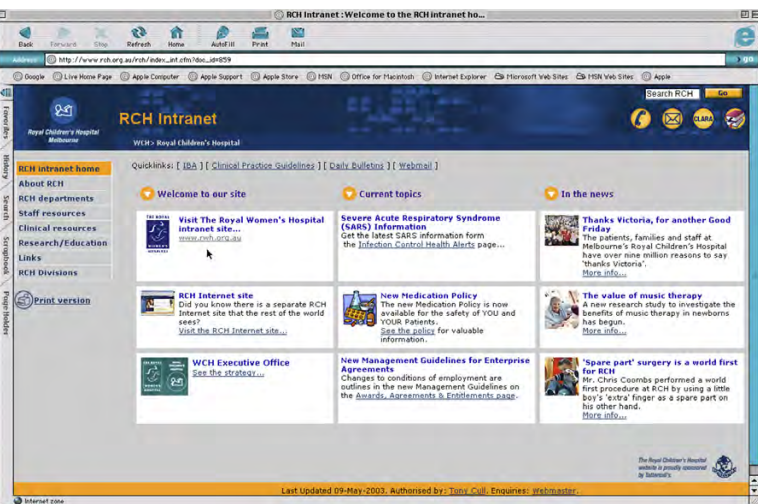 RCH Intranet : Welcome to the RCH intranet ho...
Back
Forward
Stop
Refresh
Home
AutoFill
Print
Mail
Address
http://www.rch.org.au/rch/index_int.cfm?doc_id=859
go
Google
Live Home Page
Apple Computer
Apple Support
Apple Store
MSN
Office for Macintosh
Internet Explorer
Microsoft Web Sites
MSN Web Sites
Apple
Favorites
History
Search
Scrapbook
Page Holder
Royal Children's Hospital
Melbourne
RCH Intranet
WCH > Royal Children's Hospital
Search RCH
Go
CLARA
RCH intranet home
About RCH
RCH departments
Staff resources
Clinical resources
Research/Education
Links
RCH Divisions
Print version
Quicklinks: [ IBA ] [ Clinical Practice Guidelines ] [ Daily Bulletins ] [ Webmail ]
Welcome to our site
THE ROYAL
WOMEN'S
HOSPITAL
Visit The Royal Women's Hospital
intranet site...
www.rwh.org.au
RCH Internet site
Did you know there is a separate RCH
Internet site that the rest of the world
sees?
Visit the RCH Internet site...
WCH Executive Office
See the strategy...
Current topics
Severe Acute Respiratory Syndrome
(SARS) Information
Get the latest SARS information form
the Infection Control Health Alerts page...
New Medication Policy
The new Medication Policy is now
available for the safety of YOU and
YOUR Patients.
See the policy for valuable
information.
New Management Guidelines for Enterprise
Agreements
Changes to conditions of employment are
outlines in the new Management Guidelines on
the Awards, Agreements & Entitlements page.
In the news
Thanks Victoria, for another Good
Friday
The patients, families and staff at
Melbourne's Royal Children's Hospital
have over nine million reasons to say
'thanks Victoria'.
More info...
The value of music therapy
A new research study to investigate the
benefits of music therapy in newborns
has begun.
More info...
'Spare part' surgery is a world first
for RCH
Mr. Chris Coombs performed a world
first procedure at RCH by using a little
boy's 'extra' finger as a spare part on
his other hand.
More info...
The Royal Children's Hospital
website is proudly sponsored
by Tattersall's
Last Updated 09-May-2003. Authorised by: Tony Cull. Enquiries: Webmaster.
Internet zone